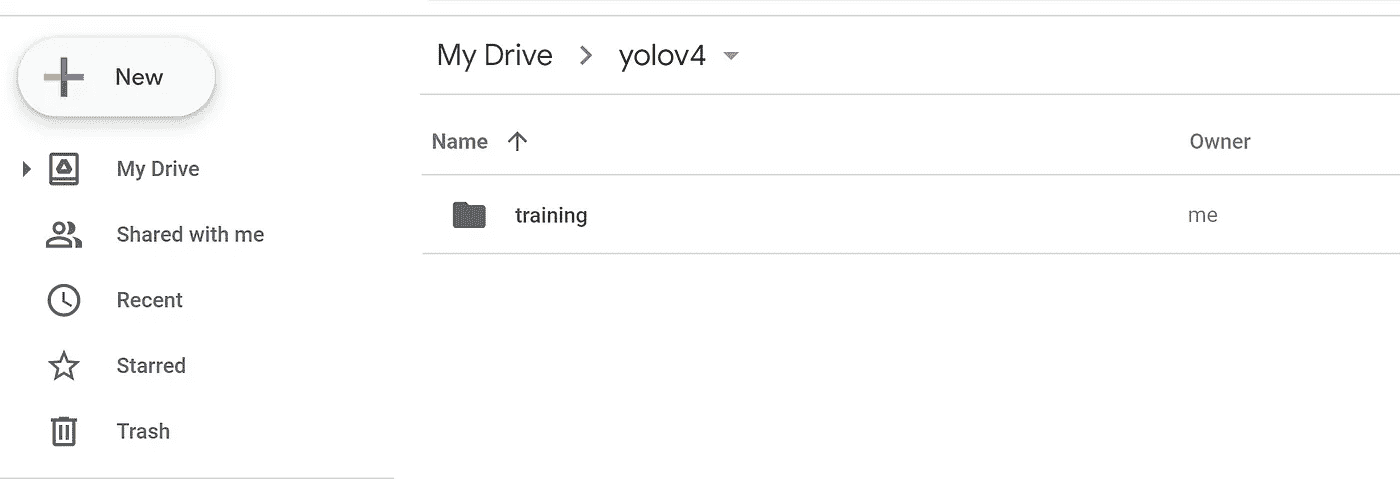 New
My Drive
Shared with me
Recent
Starred
Trash
My Drive > yolov4
Name Owner
training me